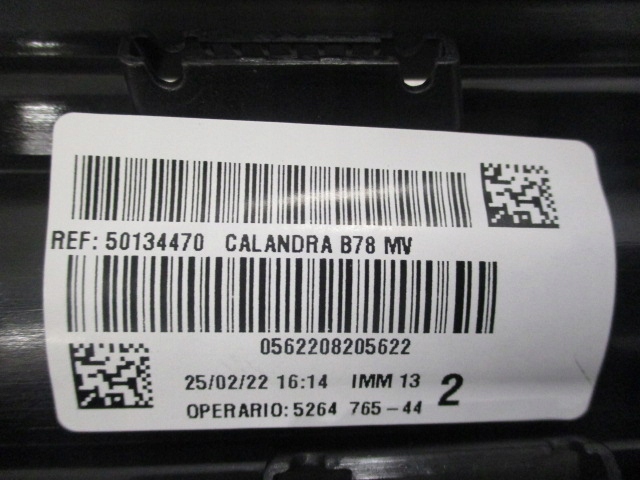 REF: 50134470 CALANDRA B78 MV
0562208205622
25/02/22 16:14 IMM 13 2
OPERARIO: 5264 765-44